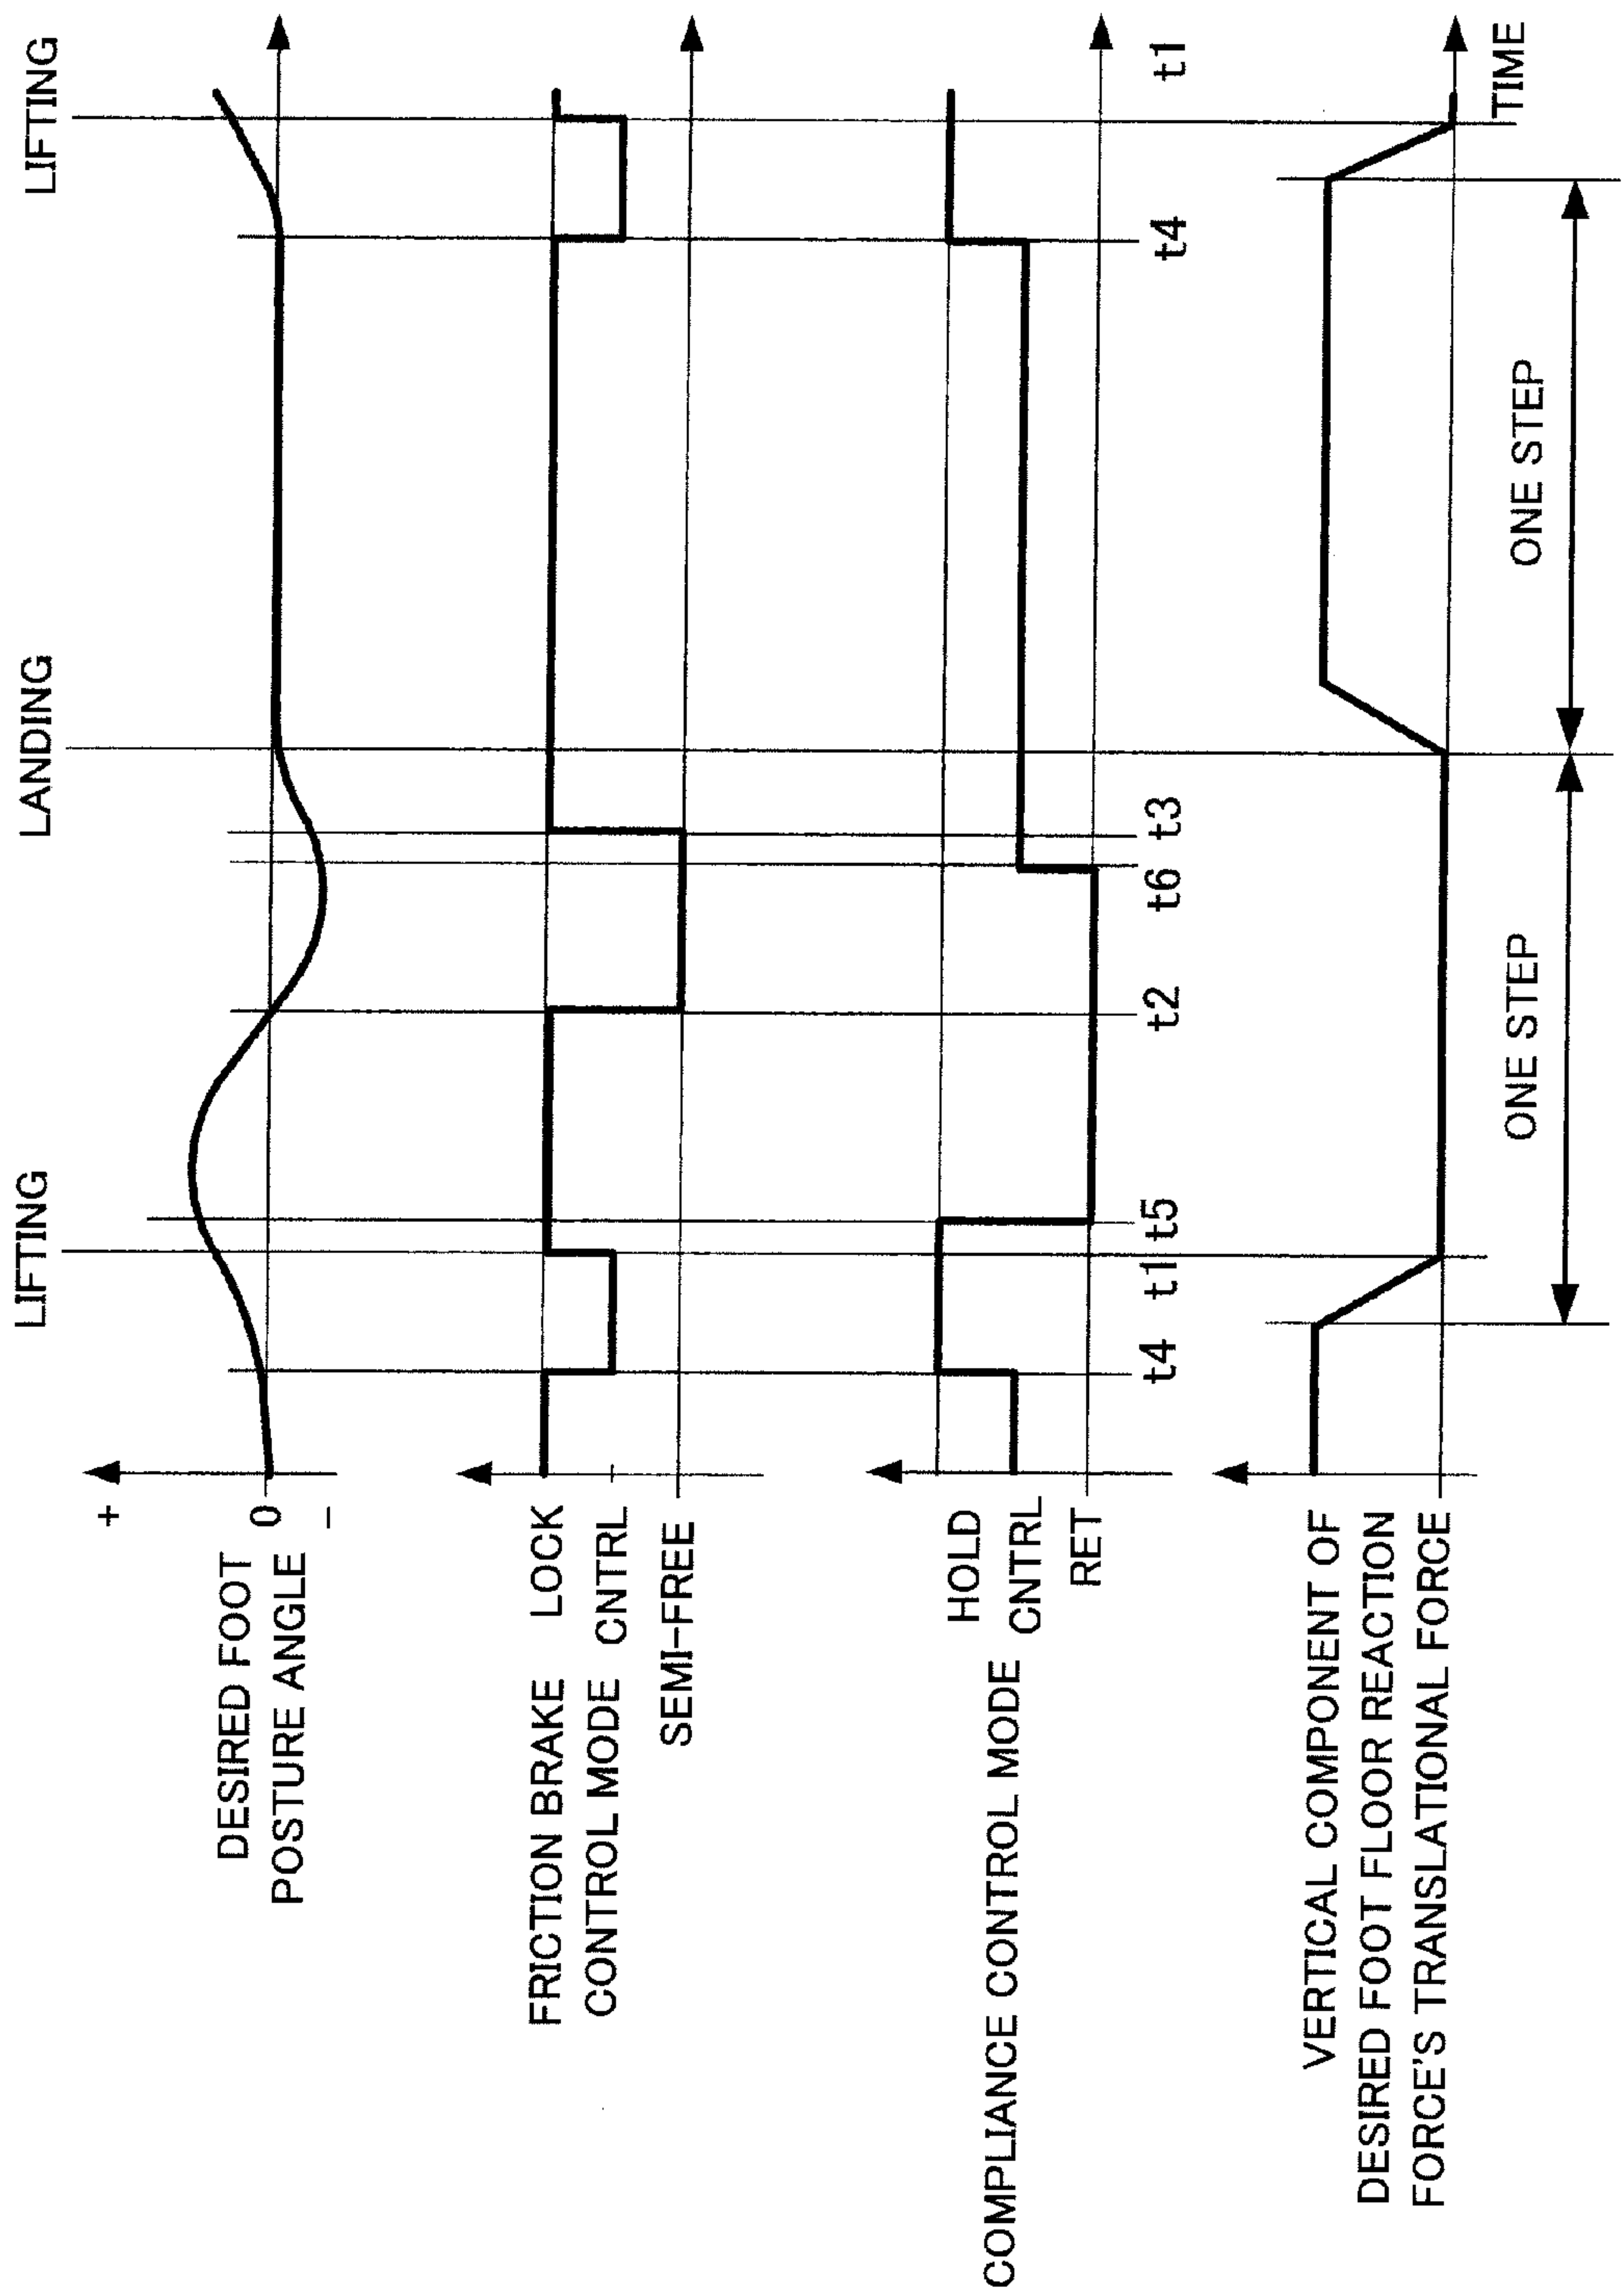 LIFTING
LANDING
LIFTING
+
0
−
DESIRED FOOT
POSTURE ANGLE
FRICTION BRAKE LOCK
CONTROL MODE CNTRL
SEMI-FREE
HOLD
COMPLIANCE CONTROL MODE CNTRL
RET
t4
t1
t5
t2
t6
t3
t4
t1
VERTICAL COMPONENT OF
DESIRED FOOT FLOOR REACTION
FORCE'S TRANSLATIONAL FORCE
TIME
ONE STEP
ONE STEP